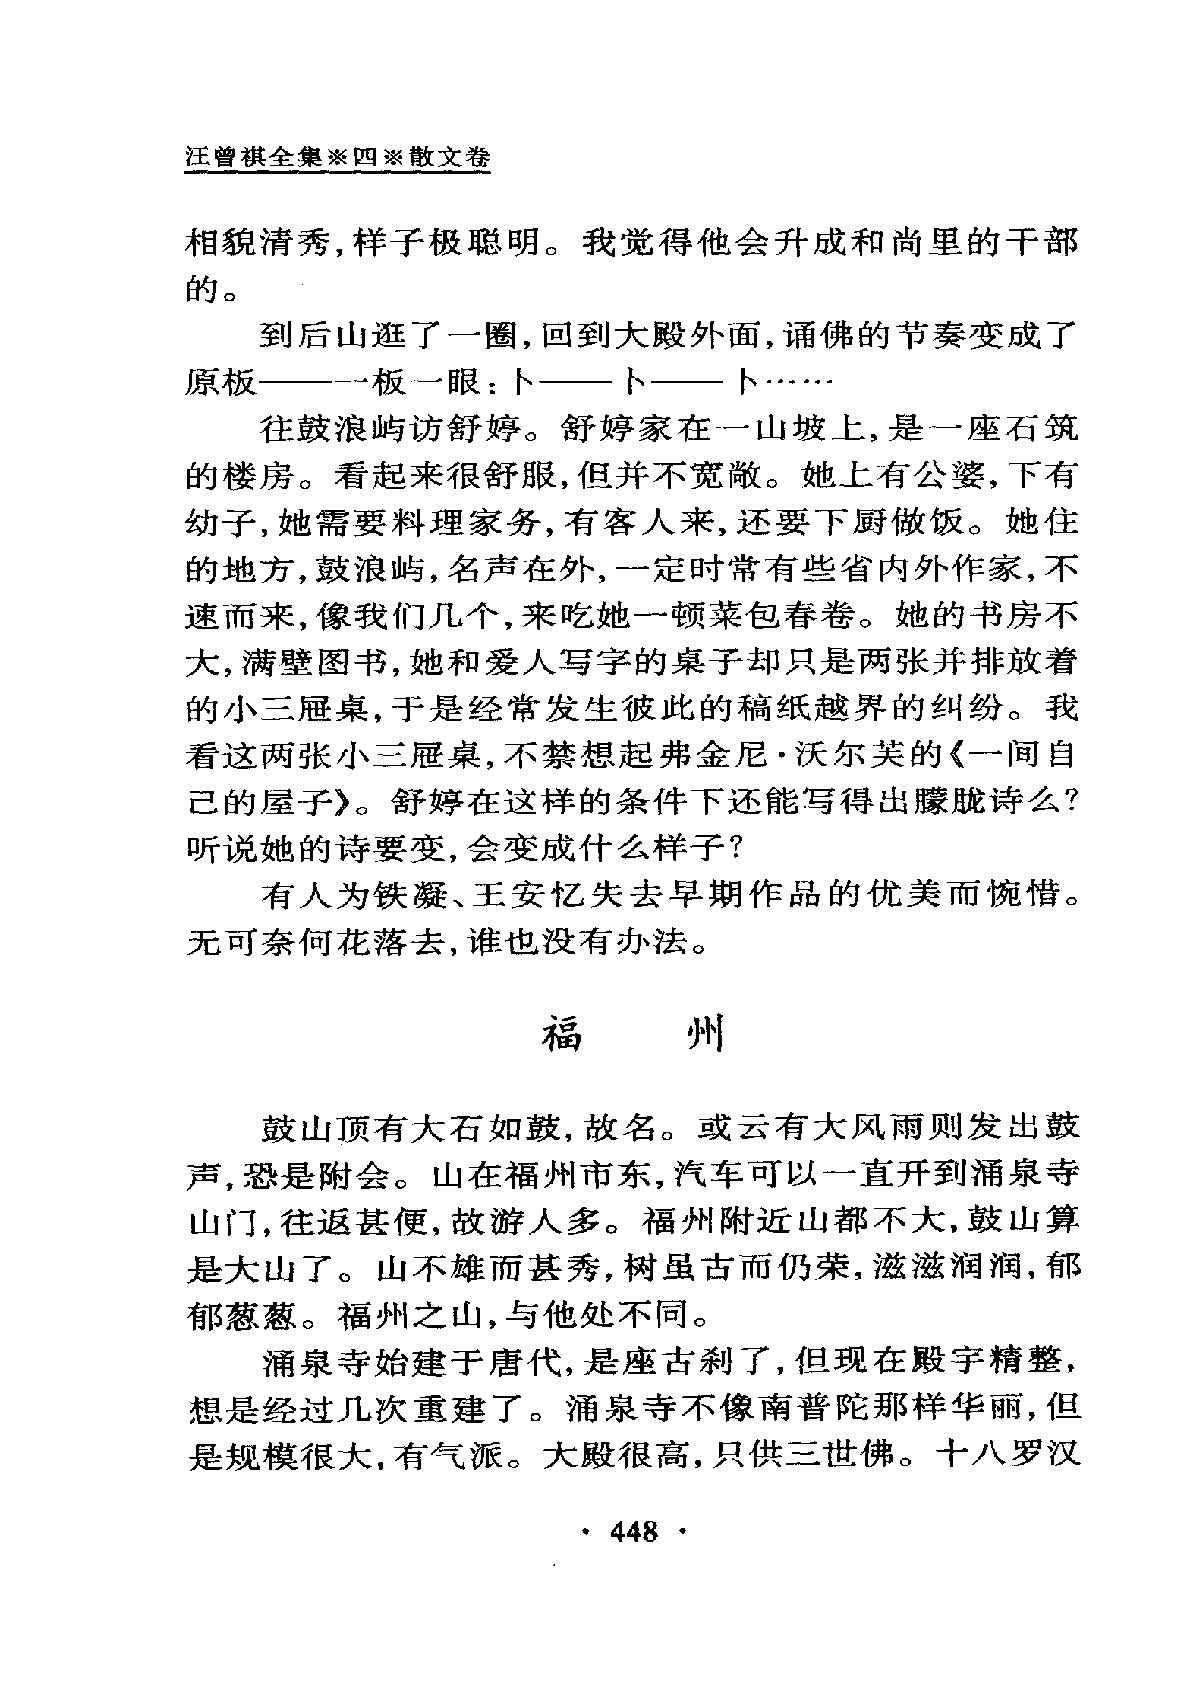 汪曾祺全集※四※散文卷
相貌清秀,样子极聪明。我觉得他会升成和尚里的干部
的。
到后山逛了一圈,回到大殿外面,诵佛的节奏变成了
原板——一板一眼:卜——卜——卜……
往鼓浪屿访舒婷。舒婷家在一山坡上,是一座石筑
的楼房。看起来很舒服,但并不宽敞。她上有公婆,下有
幼子,她需要料理家务,有客人来,还要下厨做饭。她住
的地方,鼓浪屿,名声在外,一定时常有些省内外作家,不
速而来,像我们几个,来吃她一顿菜包春卷。她的书房不
大,满壁图书,她和爱人写字的桌子却只是两张并排放着
的小三屉桌,于是经常发生彼此的稿纸越界的纠纷。我
看这两张小三屉桌,不禁想起弗金尼·沃尔芙的《一间自
己的屋子》。舒婷在这样的条件下还能写得出朦胧诗么?
听说她的诗要变,会变成什么样子?
有人为铁凝、王安忆失去早期作品的优美而惋惜。
无可奈何花落去,谁也没有办法。
福 州
鼓山顶有大石如鼓,故名。或云有大风雨则发出鼓
声,恐是附会。山在福州市东,汽车可以一直开到涌泉寺
山门,往返甚便,故游人多。福州附近山都不大,鼓山算
是大山了。山不雄而甚秀,树虽古而仍荣,滋滋润润,郁
郁葱葱。福州之山,与他处不同。
涌泉寺始建于唐代,是座古刹了,但现在殿宇精整,
想是经过几次重建了。涌泉寺不像南普陀那样华丽,但
是规模很大,有气派。大殿很高,只供三世佛。十八罗汉
· 448 ·